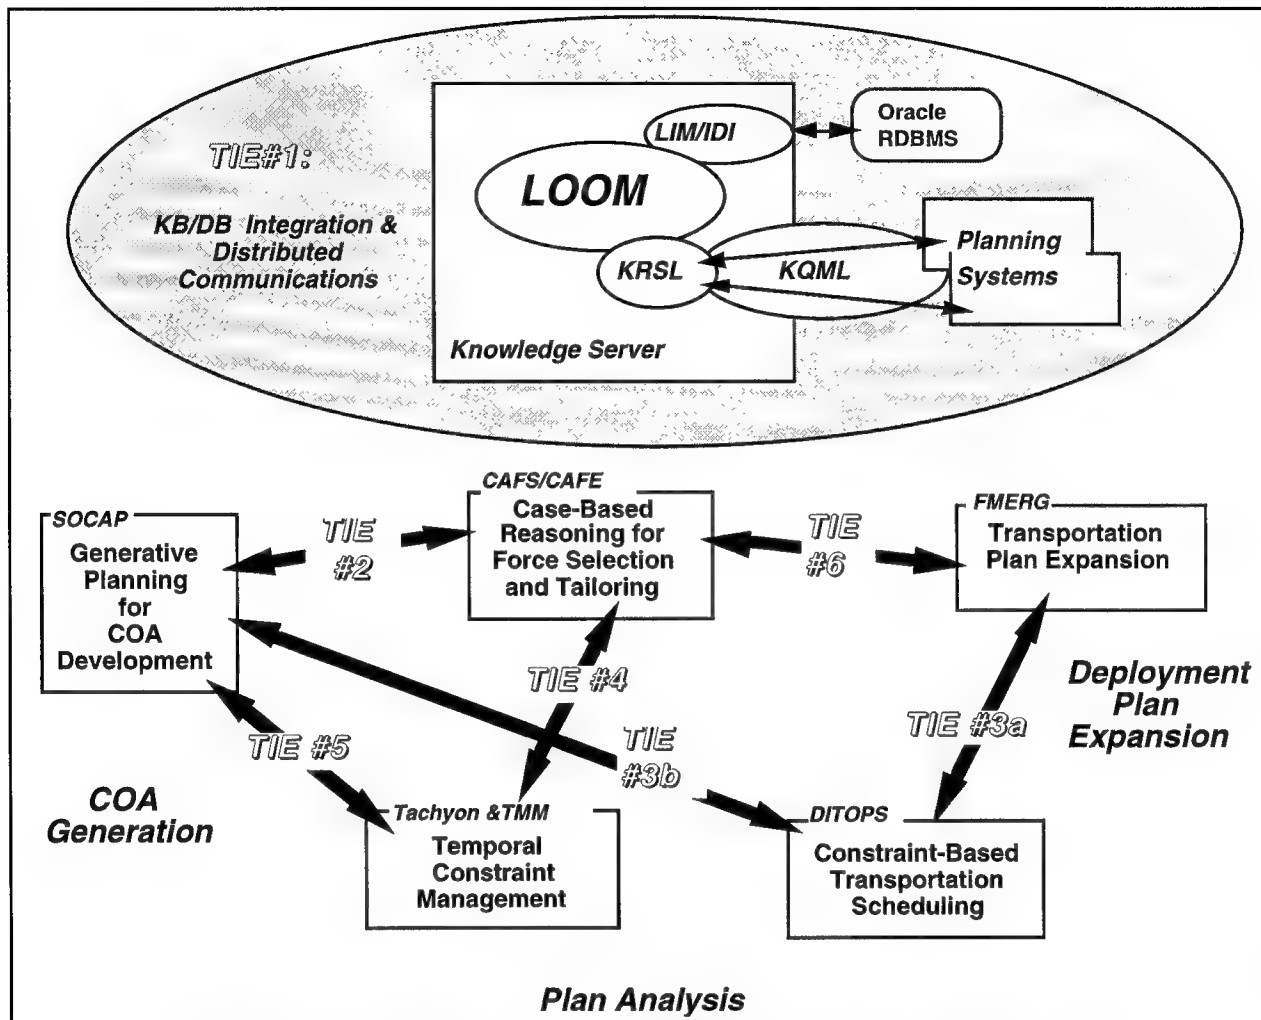 TIE#1:
KB/DB Integration &
Distributed
Communications
LIM/IDI
Oracle
RDBMS
LOOM
KRSL
KQML
Planning
Systems
Knowledge Server
SOCAP
Generative
Planning
for
COA
Development
TIE
#2
CAFS/CAFE
Case-Based
Reasoning for
Force Selection
and Tailoring
TIE
#6
FMERG
Transportation
Plan Expansion
TIE #4
TIE #5
TIE
#3b
TIE #3a
Deployment
Plan
Expansion
COA
Generation
Tachyon &TMM
Temporal
Constraint
Management
DITOPS
Constraint-Based
Transportation
Scheduling
Plan Analysis